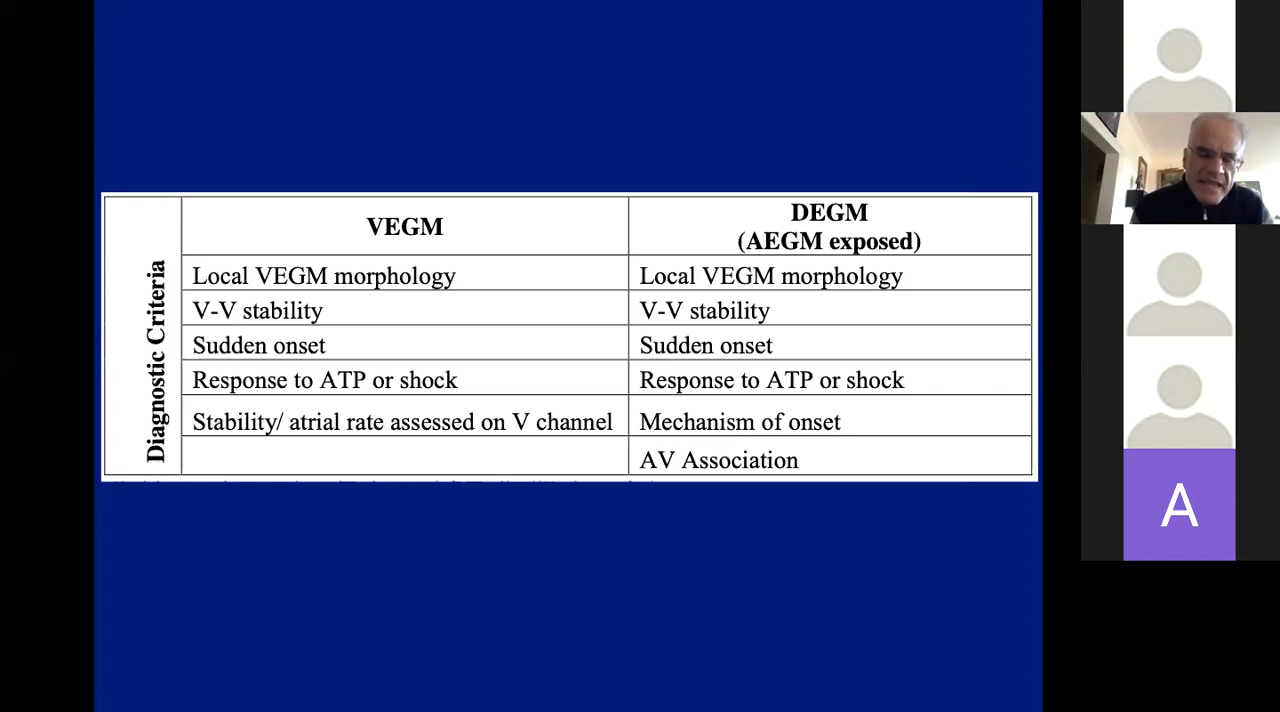 Diagnostic Criteria
VEGM
DEGM
(AEGM exposed)
Local VEGM morphology
Local VEGM morphology
V-V stability
V-V stability
Sudden onset
Sudden onset
Response to ATP or shock
Response to ATP or shock
Stability/ atrial rate assessed on V channel
Mechanism of onset
AV Association
A